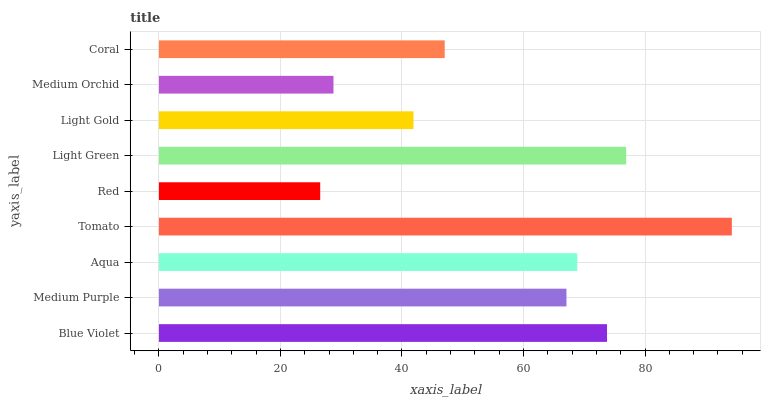 title
Coral
Medium Orchid
Light Gold
Light Green
Red
Tomato
Aqua
Medium Purple
Blue Violet
yaxis_label
0 20 40 60 80
xaxis_label